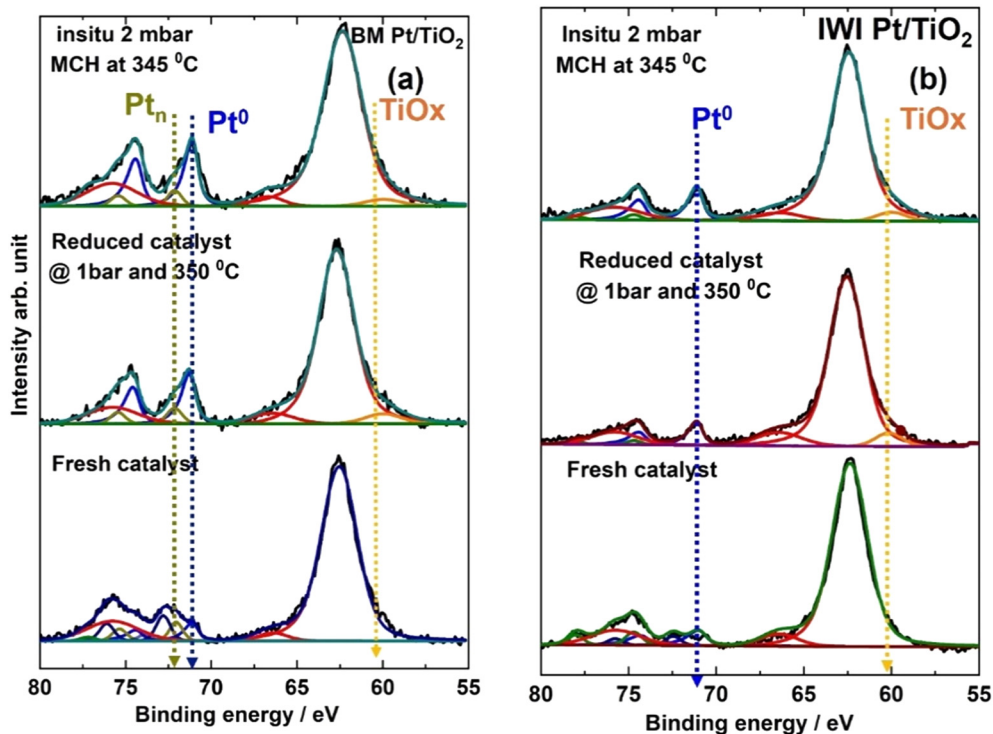 insitu 2 mbar
MCH at 345 ⁰C
BM Pt/TiO₂
(a)
Ptₙ
Pt⁰
TiOx
Reduced catalyst
@ 1bar and 350 ⁰C
Fresh catalyst
Intensity arb. unit
80 75 70 65 60 55
Binding energy / eV
Insitu 2 mbar
MCH at 345 ⁰C
IWI Pt/TiO₂
(b)
Pt⁰
TiOx
Reduced catalyst
@ 1bar and 350 ⁰C
Fresh catalyst
80 75 70 65 60 55
Binding energy / eV